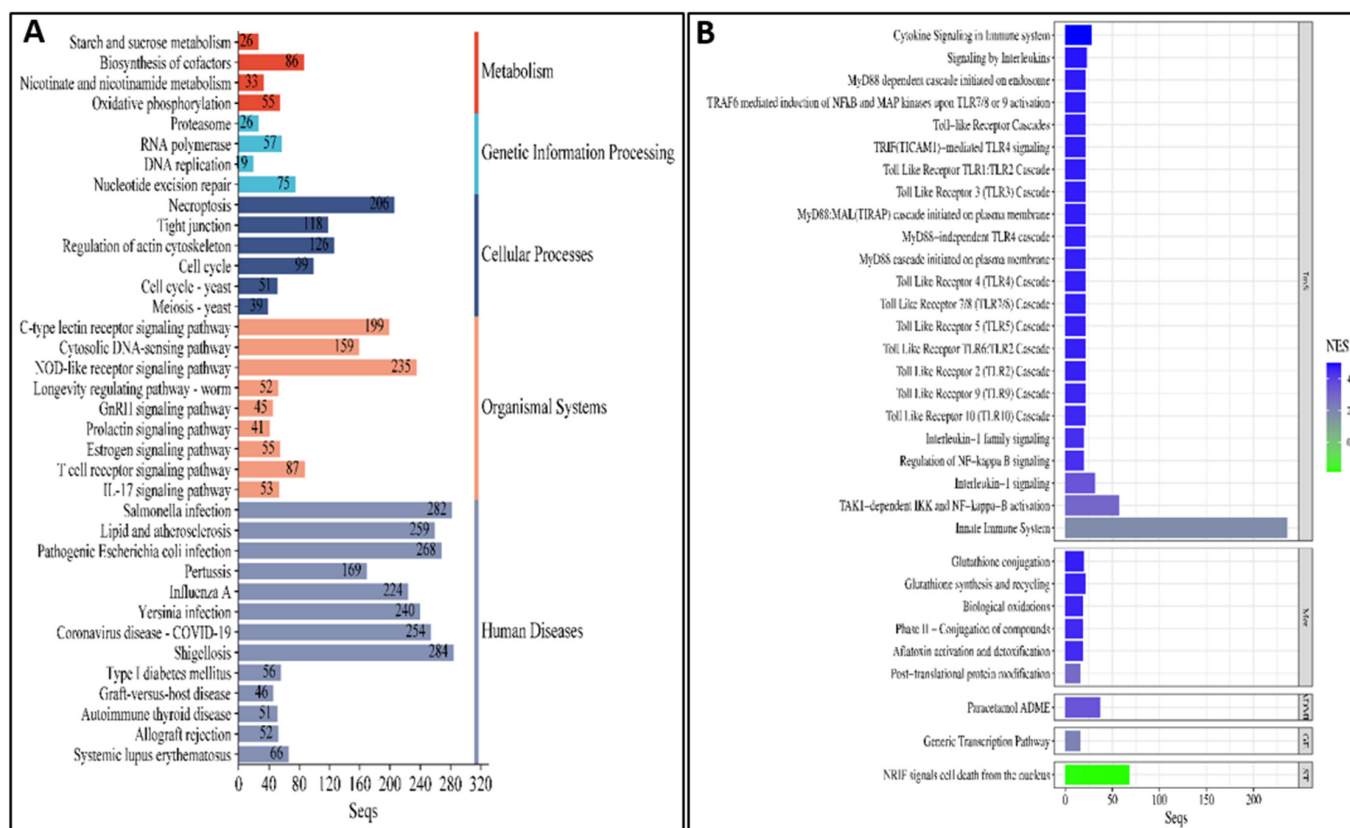 A
Starch and sucrose metabolism 26
Biosynthesis of cofactors 86
Nicotinate and nicotinamide metabolism 33
Oxidative phosphorylation 55
Metabolism
Proteasome 26
RNA polymerase 57
DNA replication 19
Nucleotide excision repair 75
Genetic Information Processing
Necroptosis 206
Tight junction 118
Regulation of actin cytoskeleton 126
Cell cycle 99
Cell cycle - yeast 51
Meiosis - yeast 39
Cellular Processes
C-type lectin receptor signaling pathway 199
Cytosolic DNA-sensing pathway 159
NOD-like receptor signaling pathway 235
Longevity regulating pathway - worm 52
GnRH signaling pathway 45
Prolactin signaling pathway 41
Estrogen signaling pathway 55
T cell receptor signaling pathway 87
IL-17 signaling pathway 53
Organismal Systems
Salmonella infection 282
Lipid and atherosclerosis 259
Pathogenic Escherichia coli infection 268
Pertussis 169
Influenza A 224
Yersinia infection 240
Coronavirus disease - COVID-19 254
Shigellosis 284
Type I diabetes mellitus 56
Graft-versus-host disease 46
Autoimmune thyroid disease 51
Allograft rejection 52
Systemic lupus erythematosus 66
Human Diseases
0 40 80 120 160 200 240 280 320
Seqs
B
Cytokine Signaling in Immune system
Signaling by Interleukins
MyD88 dependent cascade initiated on endosome
TRAF6 mediated induction of NFkB and MAP kinases upon TLR7/8 or 9 activation
Toll-like Receptor Cascades
TRIF(TICAM1)-mediated TLR4 signaling
Toll Like Receptor TLR1:TLR2 Cascade
Toll Like Receptor 3 (TLR3) Cascade
MyD88:MAL(TIRAP) cascade initiated on plasma membrane
MyD88-independent TLR4 cascade
MyD88 cascade initiated on plasma membrane
Toll Like Receptor 4 (TLR4) Cascade
Toll Like Receptor 7/8 (TLR7/8) Cascade
Toll Like Receptor 5 (TLR5) Cascade
Toll Like Receptor TLR6:TLR2 Cascade
Toll Like Receptor 2 (TLR2) Cascade
Toll Like Receptor 9 (TLR9) Cascade
Toll Like Receptor 10 (TLR10) Cascade
Interleukin-1 family signaling
Regulation of NF-kappa B signaling
Interleukin-1 signaling
TAK1-dependent IKK and NF-kappa-B activation
Innate Immune System
Glutathione conjugation
Glutathione synthesis and recycling
Biological oxidations
Phase II - Conjugation of compounds
Aflatoxin activation and detoxification
Post-translational protein modification
Paracetamol ADME
Generic Transcription Pathway
NRIF signals cell death from the nucleus
0 50 100 150 200
Seqs
NES